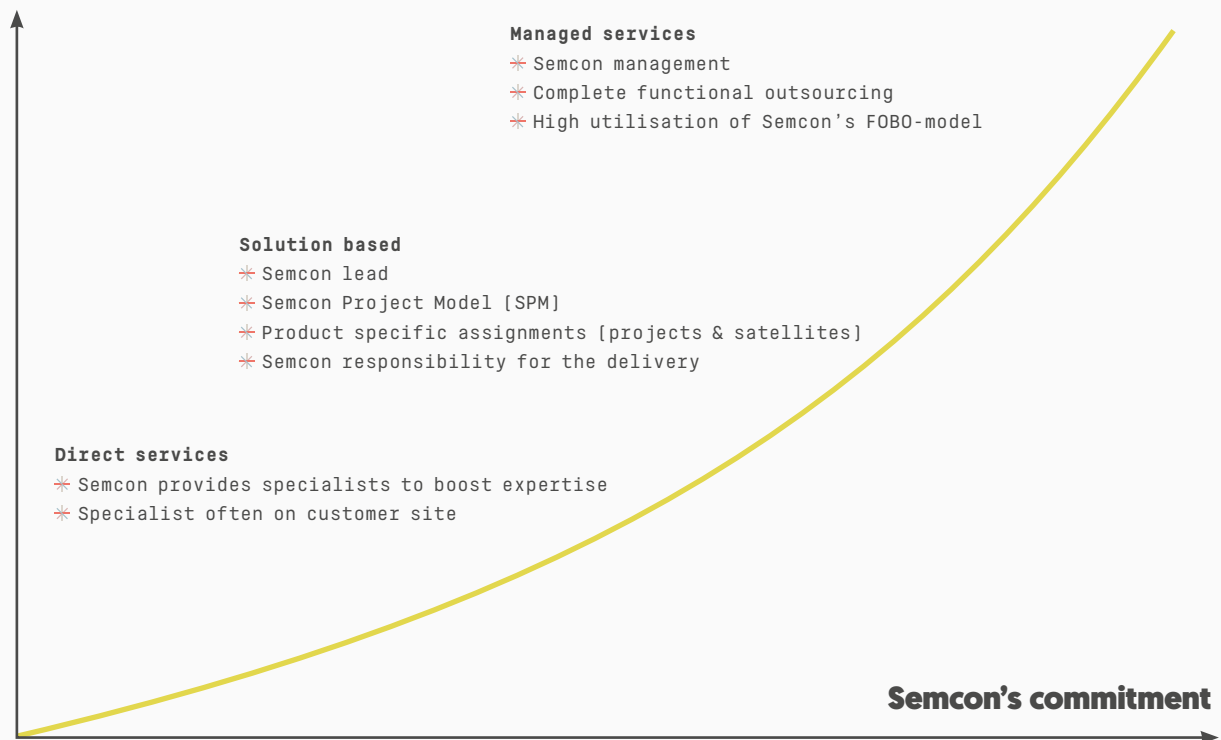 Managed services
Semcon management
Complete functional outsourcing
High utilisation of Semcon's FOBO-model
Solution based
Semcon lead
Semcon Project Model [SPM]
Product specific assignments [projects & satellites]
Semcon responsibility for the delivery
Direct services
Semcon provides specialists to boost expertise
Specialist often on customer site
Semcon's commitment